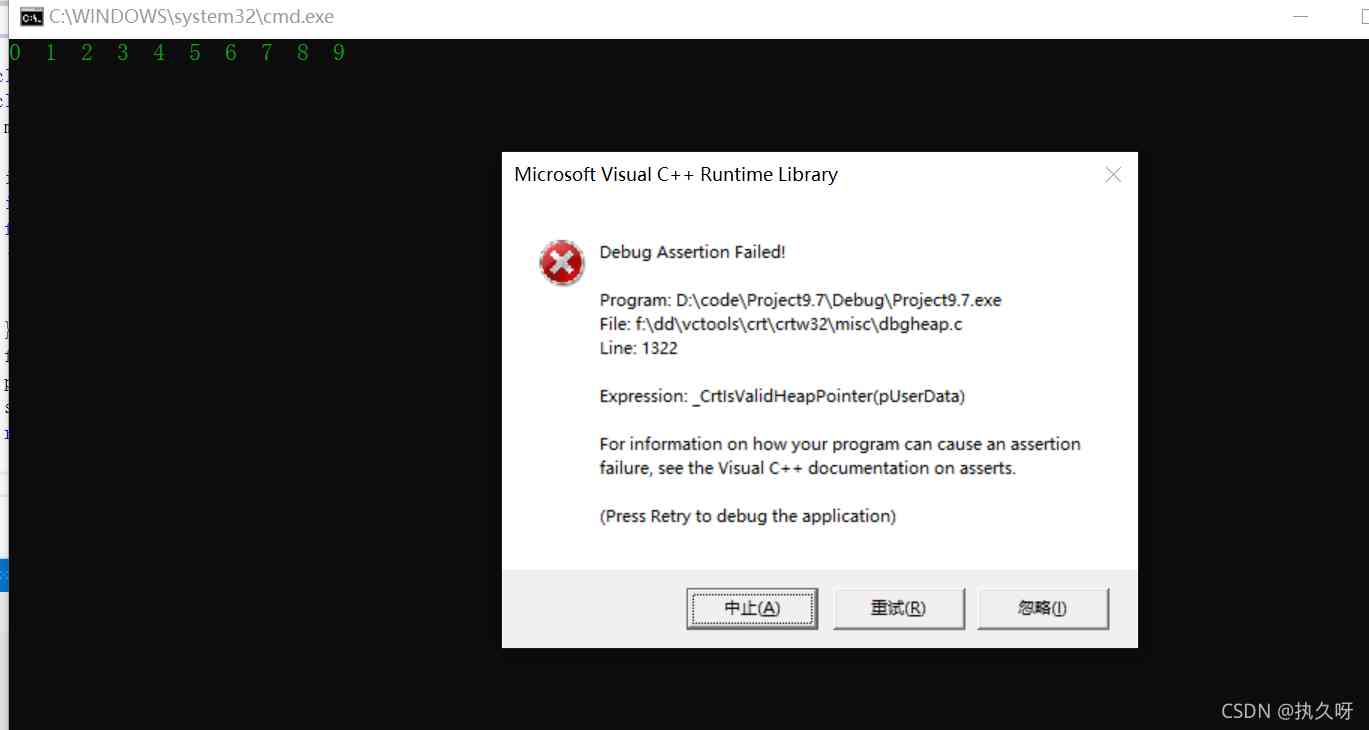 C:\WINDOWS\system32\cmd.exe
0 1 2 3 4 5 6 7 8 9
Microsoft Visual C++ Runtime Library
Debug Assertion Failed!
Program: D:\code\Project9.7\Debug\Project9.7.exe
File: f:\dd\vctools\crt\crtw32\misc\dbgheap.c
Line: 1322
Expression: _CrtIsValidHeapPointer(pUserData)
For information on how your program can cause an assertion
failure, see the Visual C++ documentation on asserts.
(Press Retry to debug the application)
中止(A) 重试(R) 忽略(I)
CSDN @执久呀